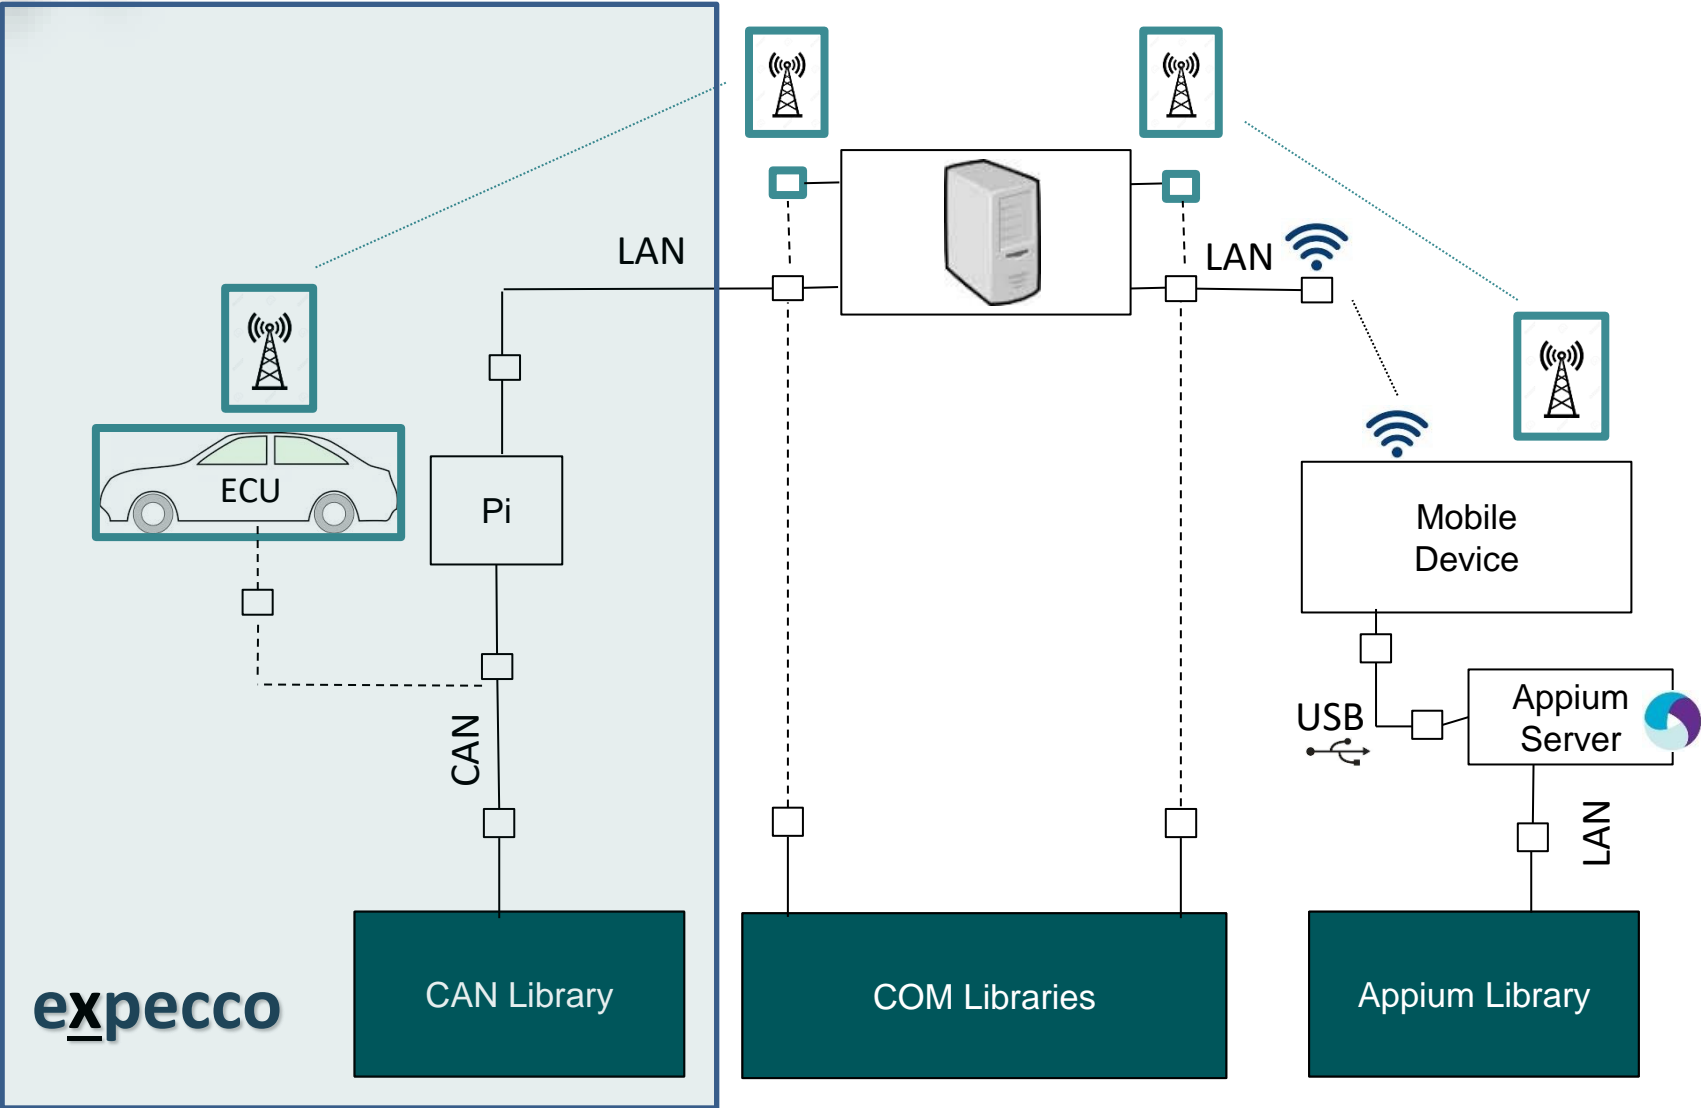 LAN
LAN
ECU
Pi
Mobile
Device
CAN
USB
Appium
Server
LAN
expecco
CAN Library
COM Libraries
Appium Library